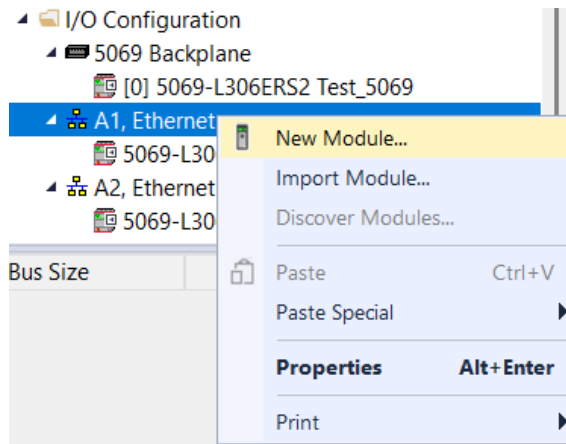 I/O Configuration
5069 Backplane
[0] 5069-L306ERS2 Test_5069
A1, Ethernet
5069-L30
A2, Ethernet
5069-L30
Bus Size
New Module...
Import Module...
Discover Modules...
Paste Ctrl+V
Paste Special
Properties Alt+Enter
Print